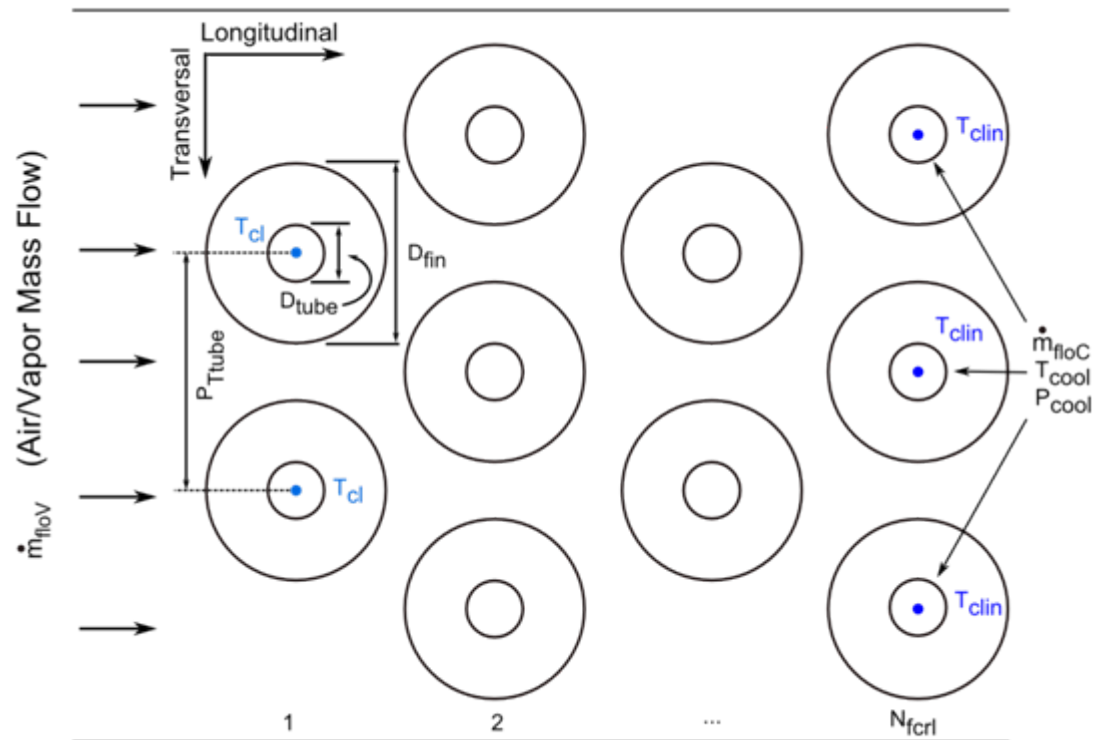 Longitudinal
Transversal
ṁfloV (Air/Vapor Mass Flow)
Tclin
Tcl
Dfin
Dtube
PTtube
Tclin
ṁfloC
Tcool
Pcool
Tcl
Tclin
1
2
...
Nfcrl